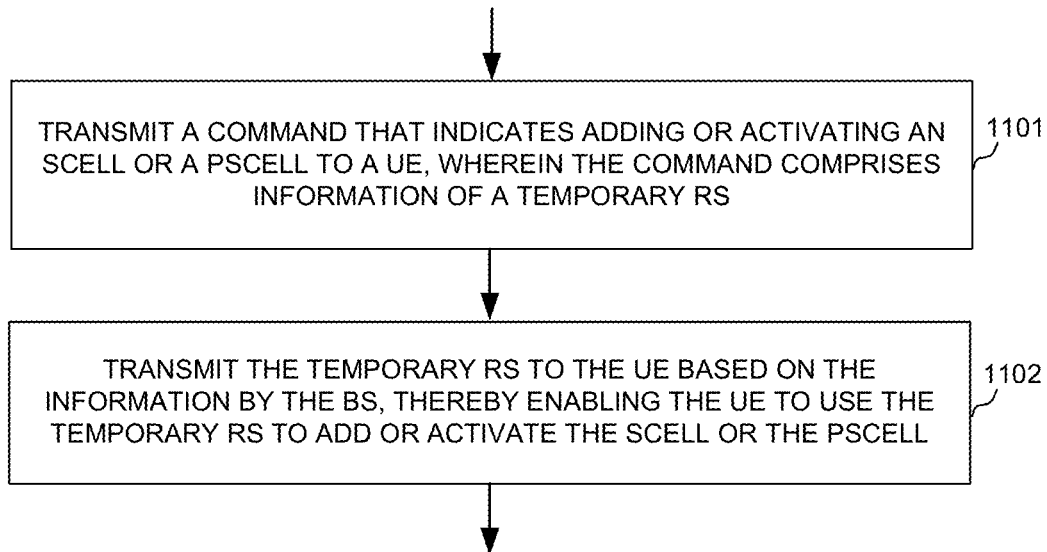 TRANSMIT A COMMAND THAT INDICATES ADDING OR ACTIVATING AN
SCELL OR A PSCELL TO A UE, WHEREIN THE COMMAND COMPRISES
INFORMATION OF A TEMPORARY RS
1101
TRANSMIT THE TEMPORARY RS TO THE UE BASED ON THE
INFORMATION BY THE BS, THEREBY ENABLING THE UE TO USE THE
TEMPORARY RS TO ADD OR ACTIVATE THE SCELL OR THE PSCELL
1102